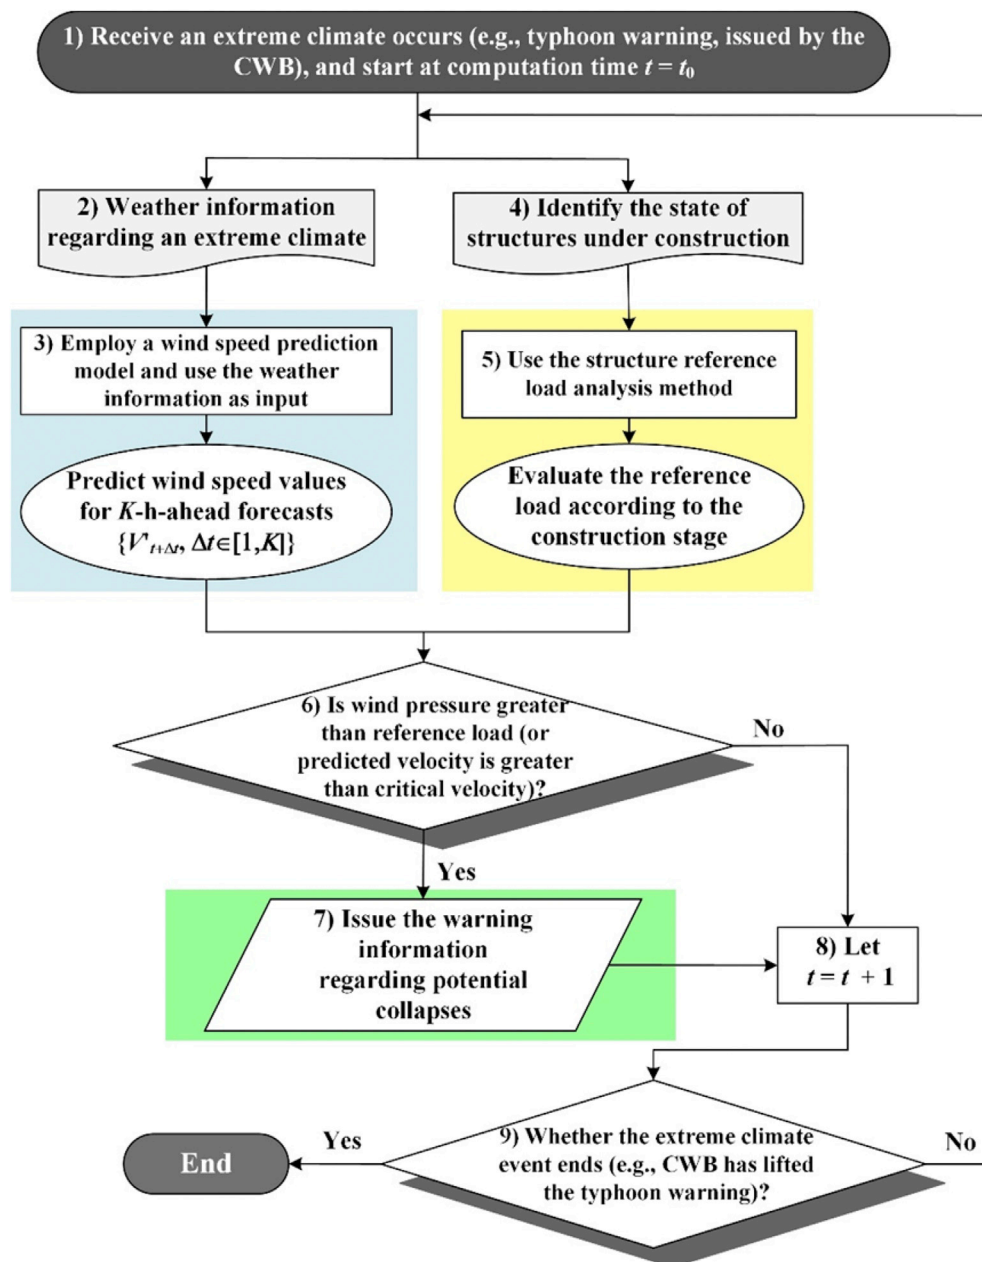 1) Receive an extreme climate occurs (e.g., typhoon warning, issued by the
CWB), and start at computation time t = t₀
2) Weather information
regarding an extreme climate
4) Identify the state of
structures under construction
3) Employ a wind speed prediction
model and use the weather
information as input
5) Use the structure reference
load analysis method
Predict wind speed values
for K-h-ahead forecasts
{V'ₜ₊Δₜ, Δt∈[1,K]}
Evaluate the reference
load according to the
construction stage
6) Is wind pressure greater
than reference load (or
predicted velocity is greater
than critical velocity)?
No
Yes
7) Issue the warning
information
regarding potential
collapses
8) Let
t = t + 1
9) Whether the extreme climate
event ends (e.g., CWB has lifted
the typhoon warning)?
Yes
No
End